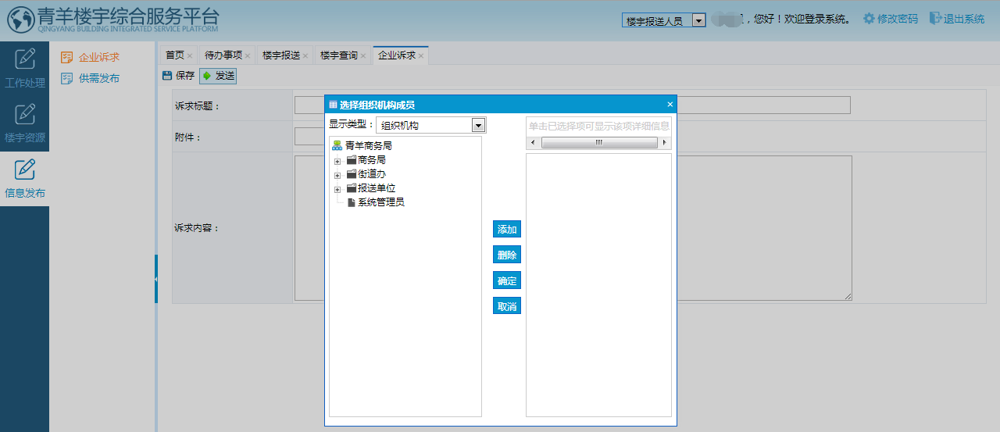 青羊楼宇综合服务平台
QINGYANG BUILDING INTEGRATED SERVICE PLATFORM
楼宇报送人员
，您好！欢迎登录系统。
修改密码
退出系统
工作处理
楼宇资源
信息发布
企业诉求
供需发布
首页
待办事项
楼宇报送
楼宇查询
企业诉求
保存
发送
诉求标题：
附件：
诉求内容：
选择组织机构成员
显示类型：
组织机构
青羊商务局
商务局
街道办
报送单位
系统管理员
添加
删除
确定
取消
单击已选择项可显示该项详细信息